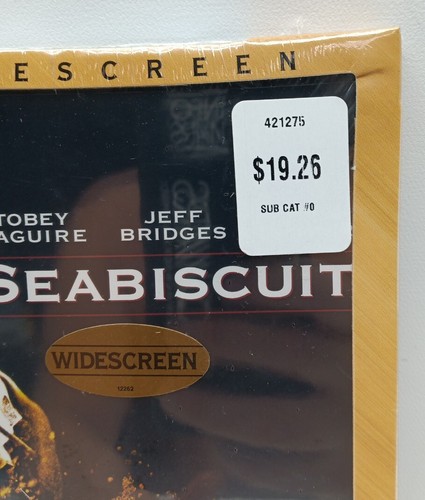 ESCREEN
421275
$19.26
SUB CAT #0
TOBEY
AGUIRE
JEFF
BRIDGES
SEABISCUIT
WIDESCREEN